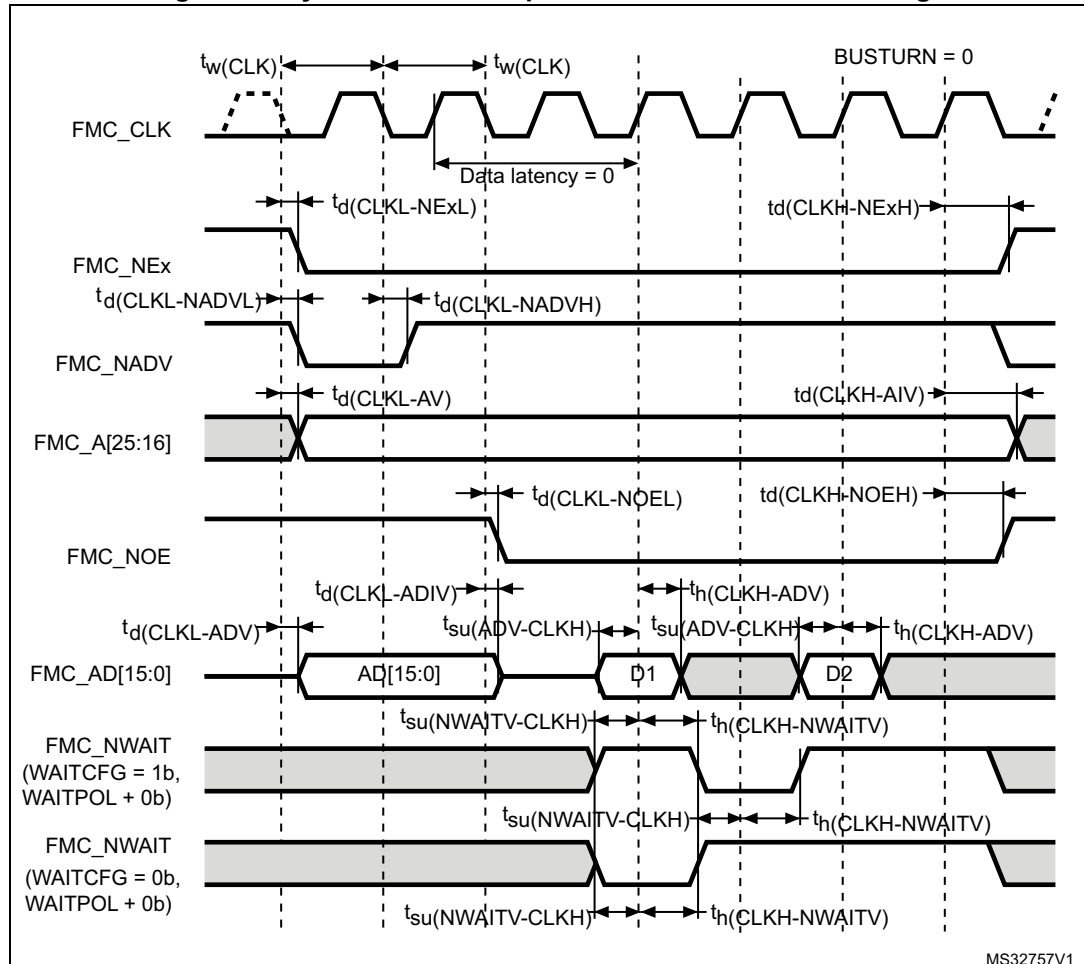 BUSTURN = 0
tw(CLK) tw(CLK)
FMC_CLK
Data latency = 0
td(CLKL-NExL) td(CLKH-NExH)
FMC_NEx
td(CLKL-NADVL) td(CLKL-NADVH)
FMC_NADV
td(CLKL-AV) td(CLKH-AIV)
FMC_A[25:16]
td(CLKL-NOEL) td(CLKH-NOEH)
FMC_NOE
td(CLKL-ADIV) th(CLKH-ADV)
td(CLKL-ADV) tsu(ADV-CLKH) tsu(ADV-CLKH) th(CLKH-ADV)
FMC_AD[15:0] AD[15:0] D1 D2
tsu(NWAITV-CLKH) th(CLKH-NWAITV)
FMC_NWAIT
(WAITCFG = 1b,
WAITPOL + 0b)
tsu(NWAITV-CLKH) th(CLKH-NWAITV)
FMC_NWAIT
(WAITCFG = 0b,
WAITPOL + 0b)
tsu(NWAITV-CLKH) th(CLKH-NWAITV)
MS32757V1